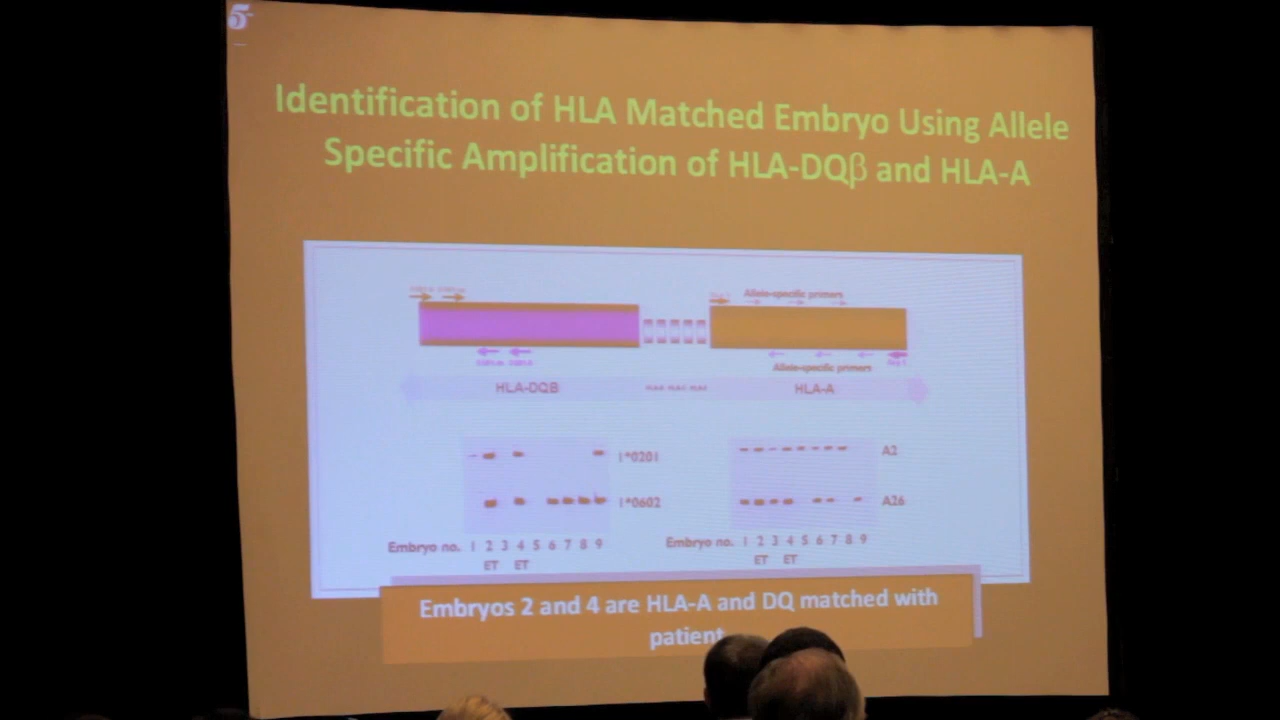 5
Identification of HLA Matched Embryo Using Allele
Specific Amplification of HLA-DQβ and HLA-A
Allele-specific primers
Allele-specific primers
HLA-DQB
HLA-A
1*0201
1*0602
A2
A26
Embryo no. 1 2 3 4 5 6 7 8 9
ET ET
Embryo no. 1 2 3 4 5 6 7 8 9
ET ET
Embryos 2 and 4 are HLA-A and DQ matched with
patient